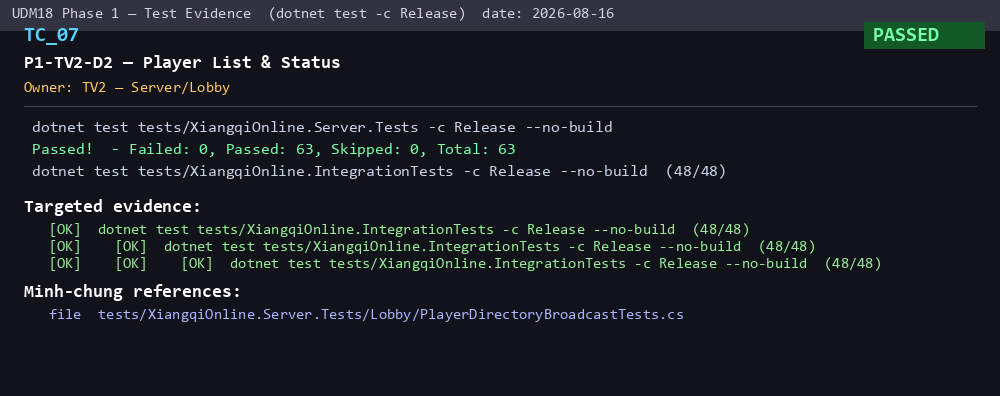 UDM18 Phase 1 — Test Evidence  (dotnet test -c Release)  date: 2026-08-16
TC_07
PASSED
P1-TV2-D2 — Player List & Status
Owner: TV2 — Server/Lobby
dotnet test tests/XiangqiOnline.Server.Tests -c Release --no-build
Passed!  - Failed: 0, Passed: 63, Skipped: 0, Total: 63
dotnet test tests/XiangqiOnline.IntegrationTests -c Release --no-build  (48/48)
Targeted evidence:
[OK]  dotnet test tests/XiangqiOnline.IntegrationTests -c Release --no-build  (48/48)
[OK]    [OK]  dotnet test tests/XiangqiOnline.IntegrationTests -c Release --no-build  (48/48)
[OK]    [OK]    [OK]  dotnet test tests/XiangqiOnline.IntegrationTests -c Release --no-build  (48/48)
Minh-chung references:
file  tests/XiangqiOnline.Server.Tests/Lobby/PlayerDirectoryBroadcastTests.cs